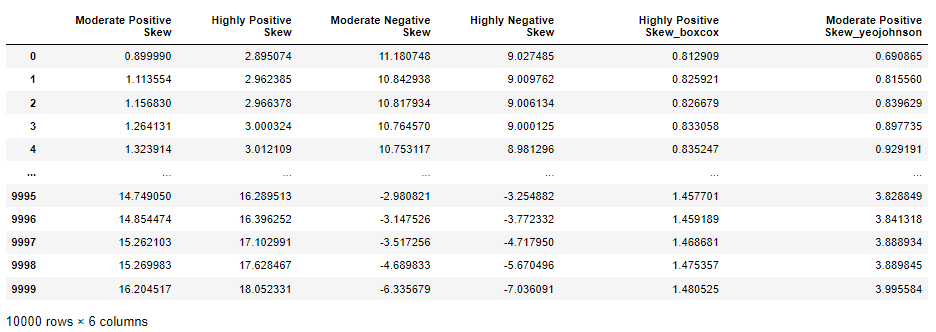 Moderate Positive Skew Highly Positive Skew Moderate Negative Skew Highly Negative Skew Highly Positive Skew_boxcox Moderate Positive Skew_yeojohnson
0 0.899990 2.895074 11.180748 9.027485 0.812909 0.690865
1 1.113554 2.962385 10.842938 9.009762 0.825921 0.815560
2 1.156830 2.966378 10.817934 9.006134 0.826679 0.839629
3 1.264131 3.000324 10.764570 9.000125 0.833058 0.897735
4 1.323914 3.012109 10.753117 8.981296 0.835247 0.929191
... ... ... ... ... ... ...
9995 14.749050 16.289513 -2.980821 -3.254882 1.457701 3.828849
9996 14.854474 16.396252 -3.147526 -3.772332 1.459189 3.841318
9997 15.262103 17.102991 -3.517256 -4.717950 1.468681 3.888934
9998 15.269983 17.628467 -4.689833 -5.670496 1.475357 3.889845
9999 16.204517 18.052331 -6.335679 -7.036091 1.480525 3.995584
10000 rows × 6 columns